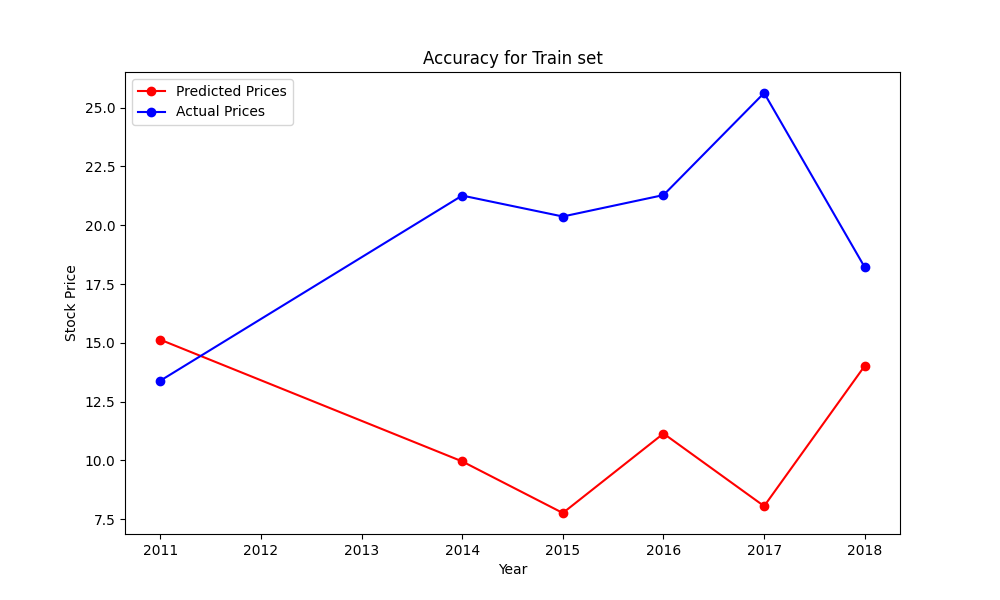 Accuracy for Train set
Predicted Prices
Actual Prices
25.0
22.5
20.0
17.5
15.0
12.5
10.0
7.5
Stock Price
2011 2012 2013 2014 2015 2016 2017 2018
Year